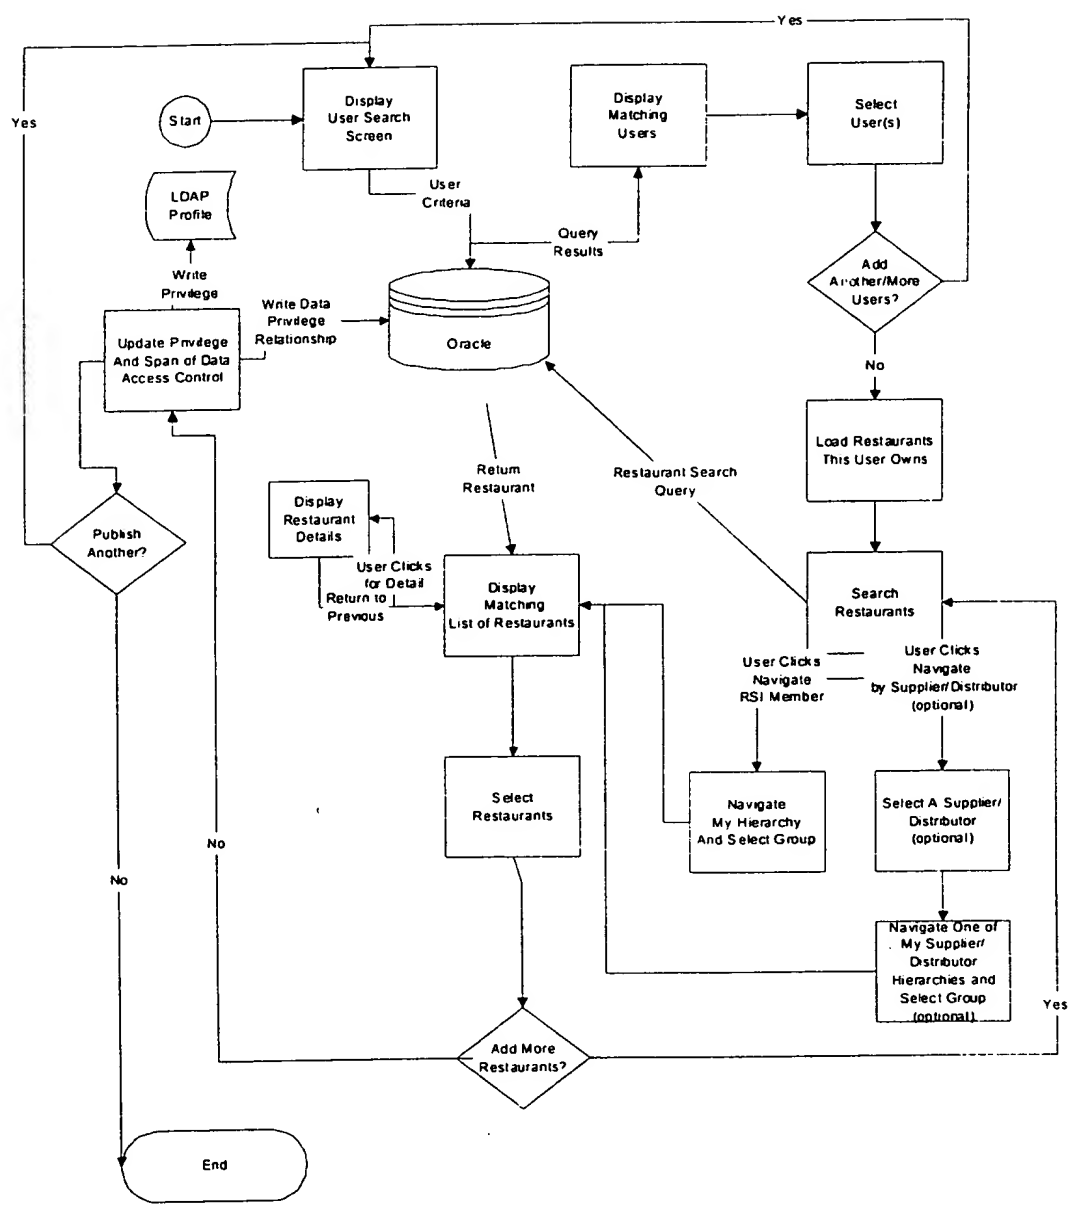 Yes
Yes
Start
Display
User Search
Screen
Display
Matching
Users
Select
User(s)
LDAP
Profile
User
Criteria
Query
Results
Add
Another/More
Users?
Write
Privilege
Write Data
Privilege
Relationship
Update Privilege
And Span of Data
Access Control
Oracle
No
Load Restaurants
This User Owns
Return
Restaurant
Restaurant Search
Query
Publish
Another?
Display
Restaurant
Details
User Clicks
for Detail
Return to
Previous
Display
Matching
List of Restaurants
Search
Restaurants
User Clicks
Navigate
RSI Member
User Clicks
Navigate
by Supplier/Distributor
(optional)
Select
Restaurants
Navigate
My Hierarchy
And Select Group
Select A Supplier/
Distributor
(optional)
No
No
Navigate One of
My Supplier/
Distributor
Hierarchies and
Select Group
(optional)
Yes
Add More
Restaurants?
End